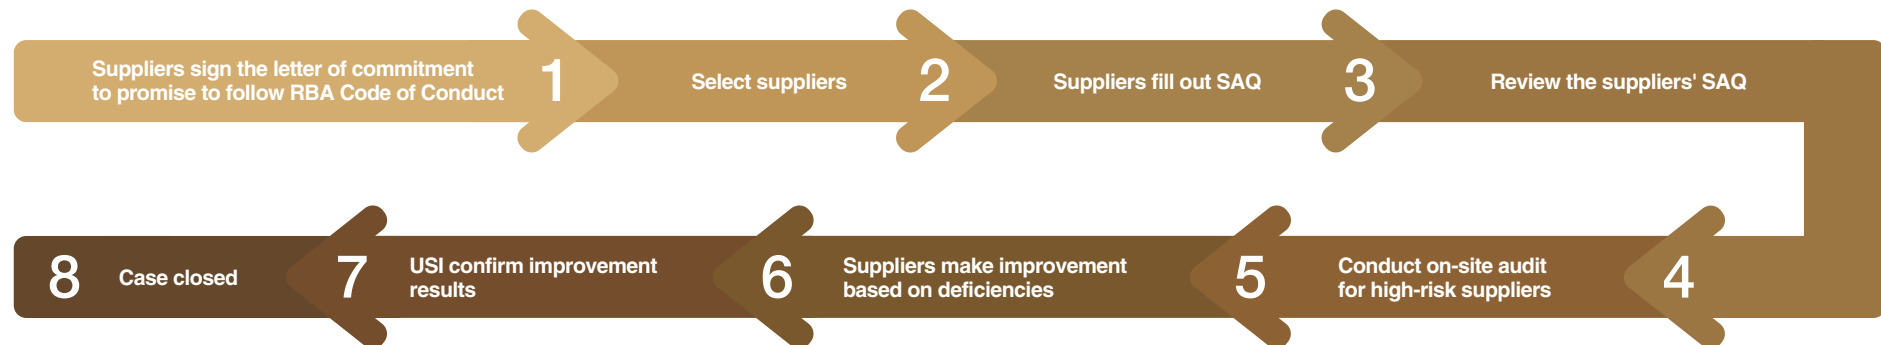 Suppliers sign the letter of commitment
to promise to follow RBA Code of Conduct
1
Select suppliers
2
Suppliers fill out SAQ
3
Review the suppliers' SAQ
4
Conduct on-site audit
for high-risk suppliers
5
Suppliers make improvement
based on deficiencies
6
USI confirm improvement
results
7
Case closed
8